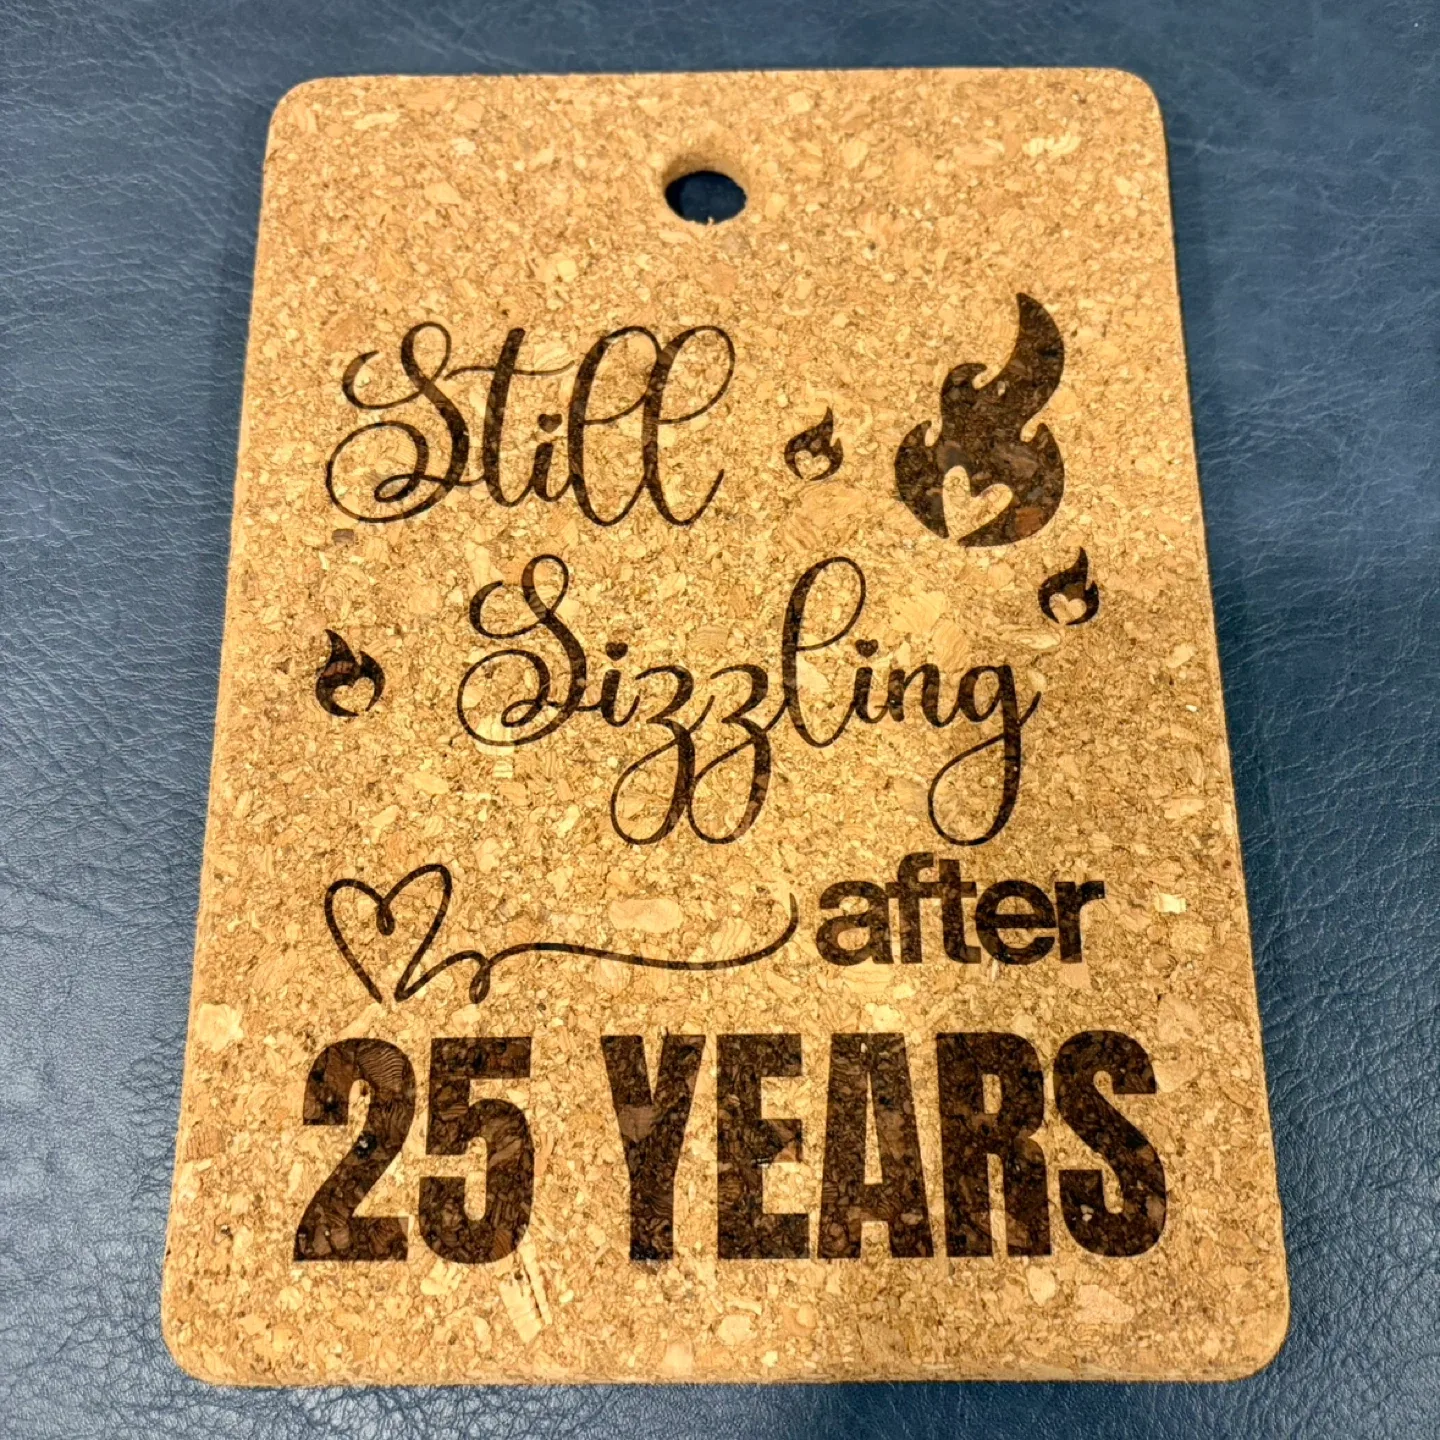 Still
Sizzling
after
25 YEARS